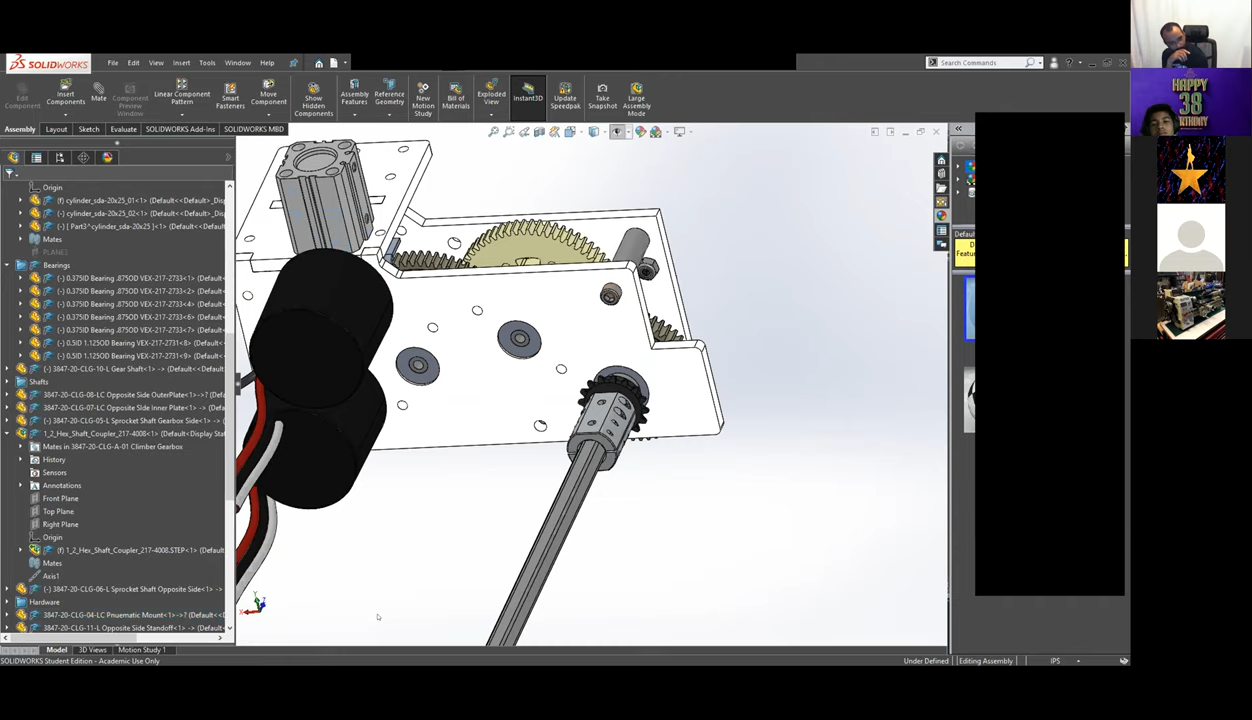 SOLIDWORKS File Edit View Insert Tools Window Help Search Commands
Edit Component
Insert Components
Mate
Component Preview Window
Linear Component Pattern
Smart Fasteners
Move Component
Show Hidden Components
Assembly Features
Reference Geometry
New Motion Study
Bill of Materials
Exploded View
Instant3D
Update Speedpak
Take Snapshot
Large Assembly Mode
Assembly Layout Sketch Evaluate SOLIDWORKS Add-Ins SOLIDWORKS MBD
Origin
(f) cylinder_sda-20x25_01<1> (Default<<Default>_Disp
(-) cylinder_sda-20x25_02<1> (Default<<Default>_D
(-) [ Part3^cylinder_sda-20x25 ]<1> (Default<<Defaul
Mates
PLANE2
Bearings
(-) 0.375ID Bearing .875OD VEX-217-2733<1> (Default
(-) 0.375ID Bearing .875OD VEX-217-2733<2> (Default
(-) 0.375ID Bearing .875OD VEX-217-2733<4> (Default
(-) 0.375ID Bearing .875OD VEX-217-2733<6> (Default
(-) 0.375ID Bearing .875OD VEX-217-2733<7> (Default
(-) 0.5ID 1.125OD Bearing VEX-217-2731<8> (Default
(-) 0.5ID 1.125OD Bearing VEX-217-2731<9> (Default
(-) 3847-20-CLG-10-L Gear Shaft<1> -> (Default<<Defaul
Shafts
3847-20-CLG-08-LC Opposite Side OuterPlate<1>->? (D
3847-20-CLG-07-LC Opposite Side Inner Plate<1> -> (D
(-) 3847-20-CLG-05-L Sprocket Shaft Gearbox Side<1> -
1_2_Hex_Shaft_Coupler_217-4008<1> (Default<Display Stat
Mates in 3847-20-CLG-A-01 Climber Gearbox
History
Sensors
Annotations
Front Plane
Top Plane
Right Plane
Origin
(f) 1_2_Hex_Shaft_Coupler_217-4008.STEP<1> (Defaul
Mates
Axis1
(-) 3847-20-CLG-06-L Sprocket Shaft Opposite Side<1> -
Hardware
3847-20-CLG-04-LC Pnuematic Mount<1>->? (Default<<
3847-20-CLG-11-L Opposite Side Standoff<1> -> (Default
Model 3D Views Motion Study 1
SOLIDWORKS Student Edition - Academic Use Only
Under Defined Editing Assembly IPS
HAPPY
38